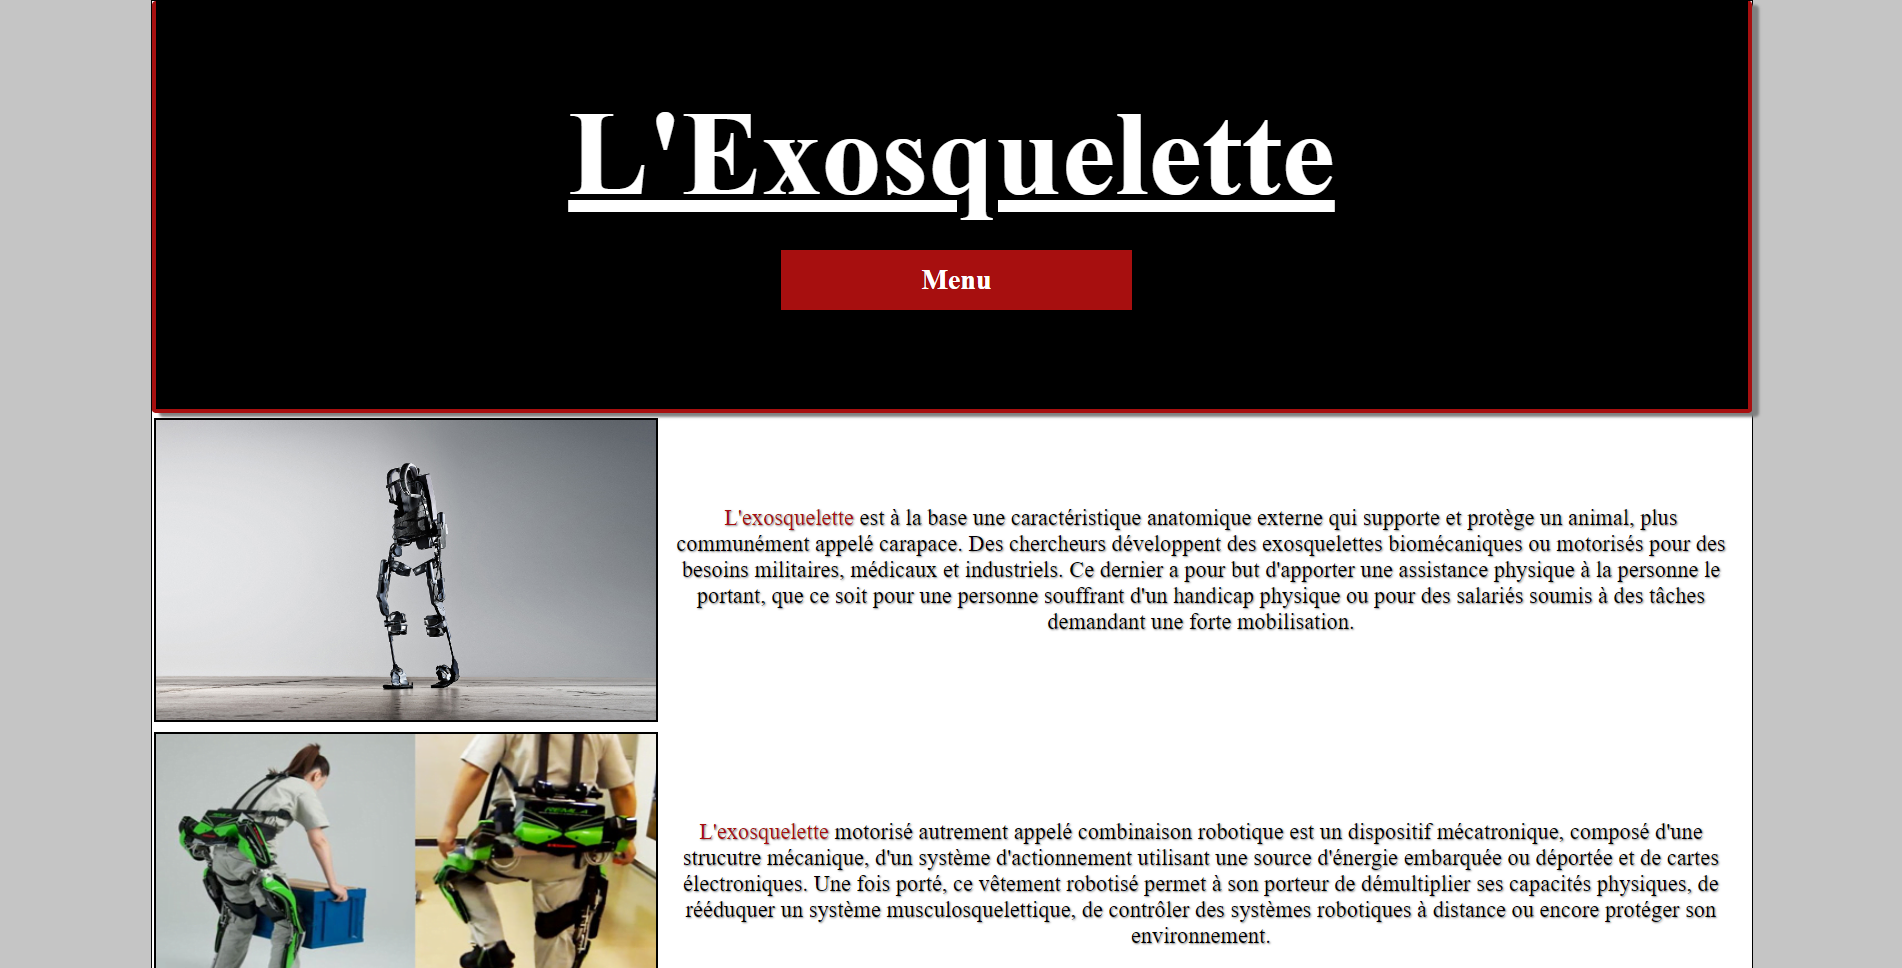 L'Exosquelette
Menu
L'exosquelette est à la base une caractéristique anatomique externe qui supporte et protège un animal, plus
communément appelé carapace. Des chercheurs développent des exosquelettes biomécaniques ou motorisés pour des
besoins militaires, médicaux et industriels. Ce dernier a pour but d'apporter une assistance physique à la personne le
portant, que ce soit pour une personne souffrant d'un handicap physique ou pour des salariés soumis à des tâches
demandant une forte mobilisation.
L'exosquelette motorisé autrement appelé combinaison robotique est un dispositif mécatronique, composé d'une
strucutre mécanique, d'un système d'actionnement utilisant une source d'énergie embarquée ou déportée et de cartes
électroniques. Une fois porté, ce vêtement robotisé permet à son porteur de démultiplier ses capacités physiques, de
rééduquer un système musculosquelettique, de contrôler des systèmes robotiques à distance ou encore protéger son
environnement.